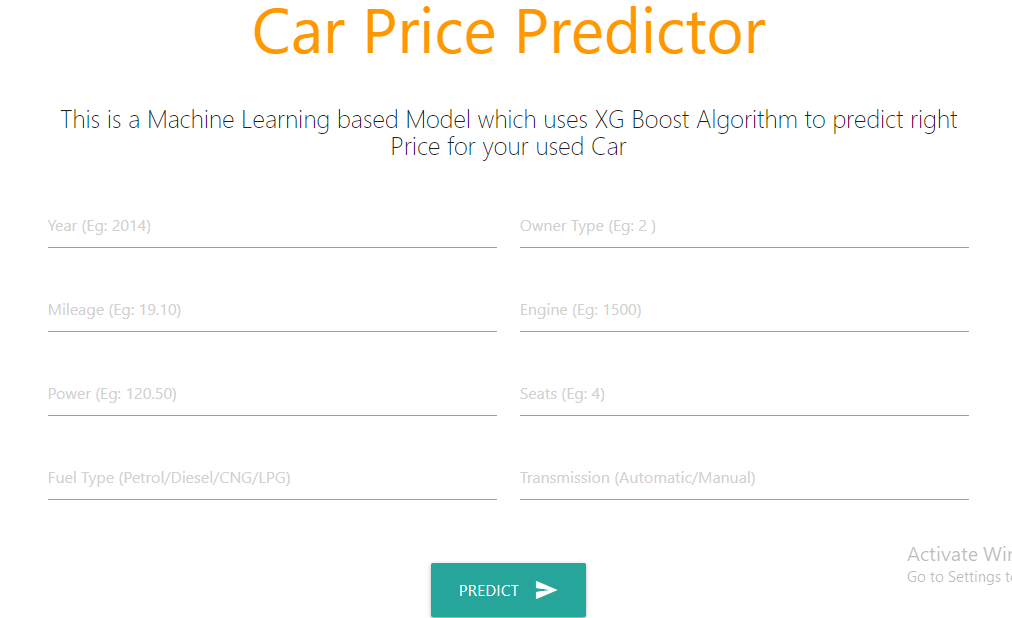 Car Price Predictor
This is a Machine Learning based Model which uses XG Boost Algorithm to predict right
Price for your used Car
Year (Eg: 2014)
Owner Type (Eg: 2 )
Mileage (Eg: 19.10)
Engine (Eg: 1500)
Power (Eg: 120.50)
Seats (Eg: 4)
Fuel Type (Petrol/Diesel/CNG/LPG)
Transmission (Automatic/Manual)
PREDICT
Activate
Go to Settings